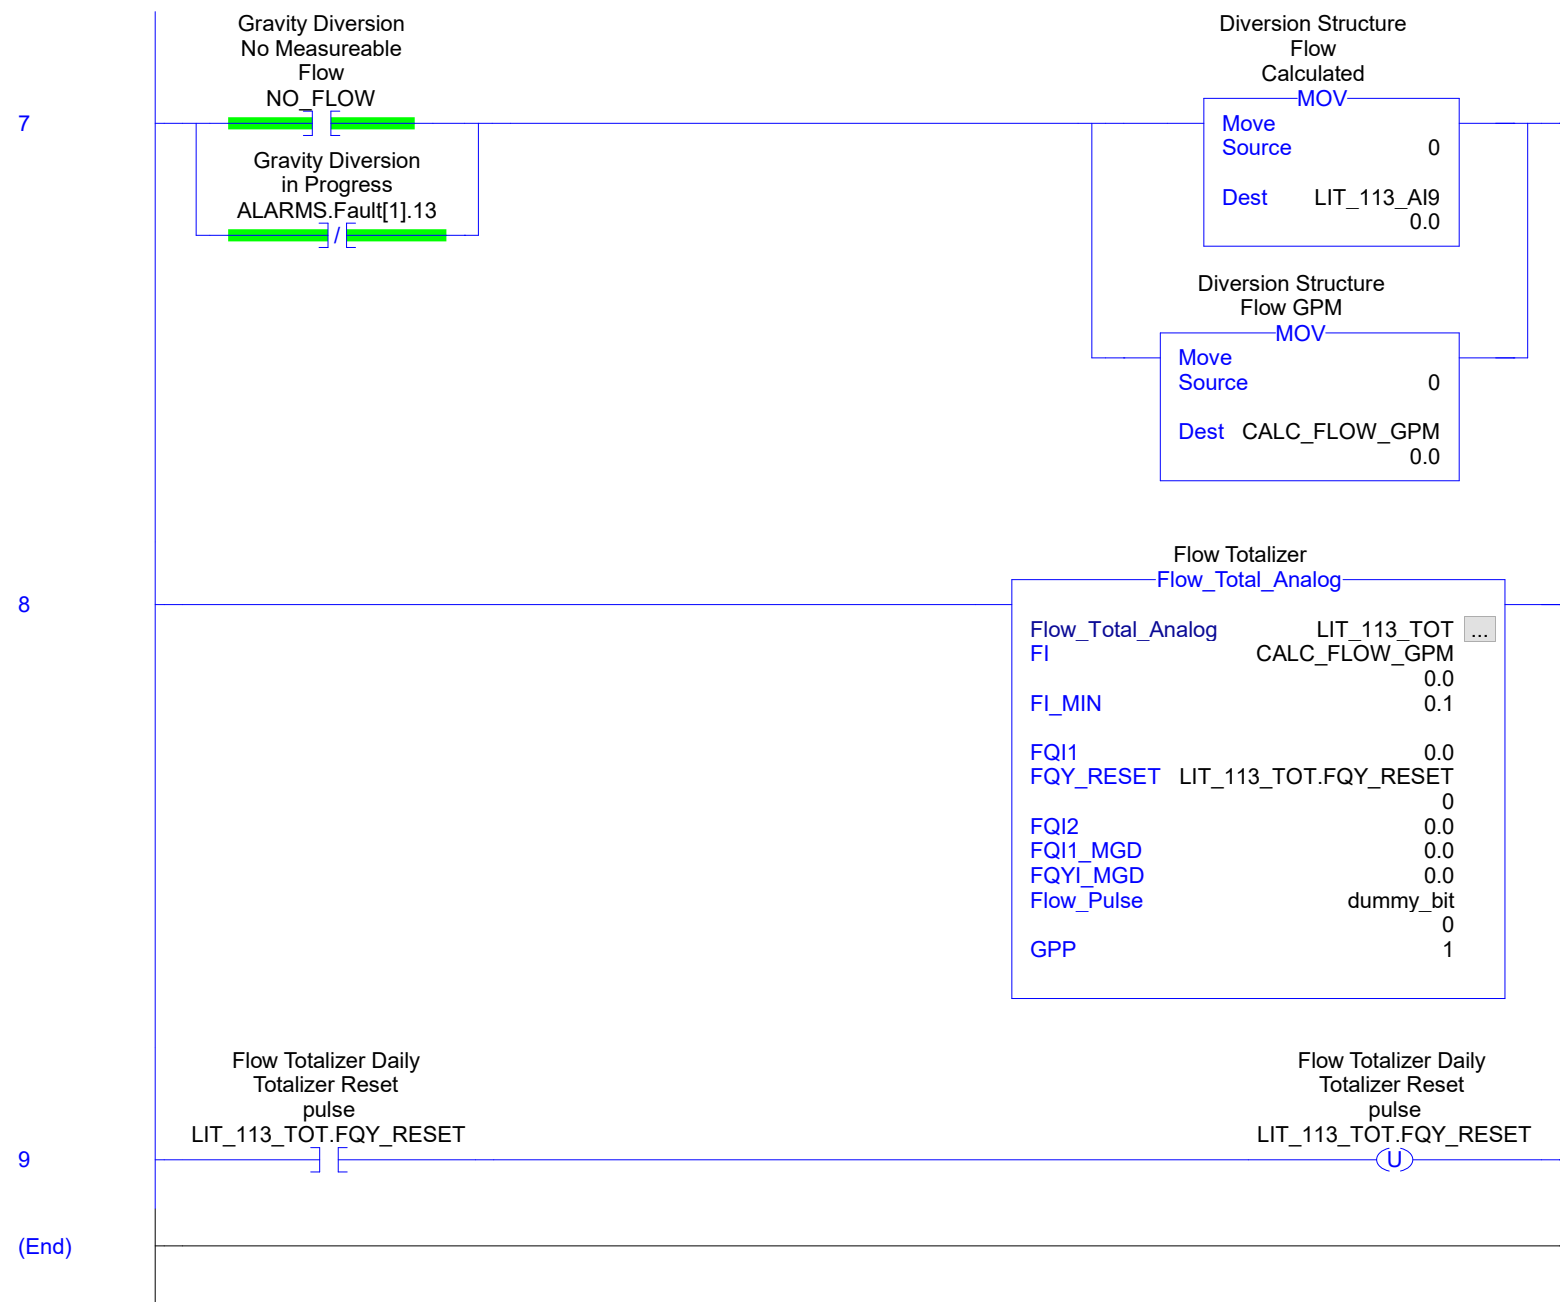 Gravity Diversion
No Measureable
Flow
NO_FLOW
7
Gravity Diversion
in Progress
ALARMS.Fault[1].13
/
Diversion Structure
Flow
Calculated
MOV
Move
Source 0
Dest LIT_113_AI9
0.0
Diversion Structure
Flow GPM
MOV
Move
Source 0
Dest CALC_FLOW_GPM
0.0
8
Flow Totalizer
Flow_Total_Analog
Flow_Total_Analog LIT_113_TOT ...
FI CALC_FLOW_GPM
0.0
FI_MIN 0.1
FQI1 0.0
FQY_RESET LIT_113_TOT.FQY_RESET
0
FQI2 0.0
FQI1_MGD 0.0
FQYI_MGD 0.0
Flow_Pulse dummy_bit
0
GPP 1
Flow Totalizer Daily
Totalizer Reset
pulse
LIT_113_TOT.FQY_RESET
9
Flow Totalizer Daily
Totalizer Reset
pulse
LIT_113_TOT.FQY_RESET
U
(End)